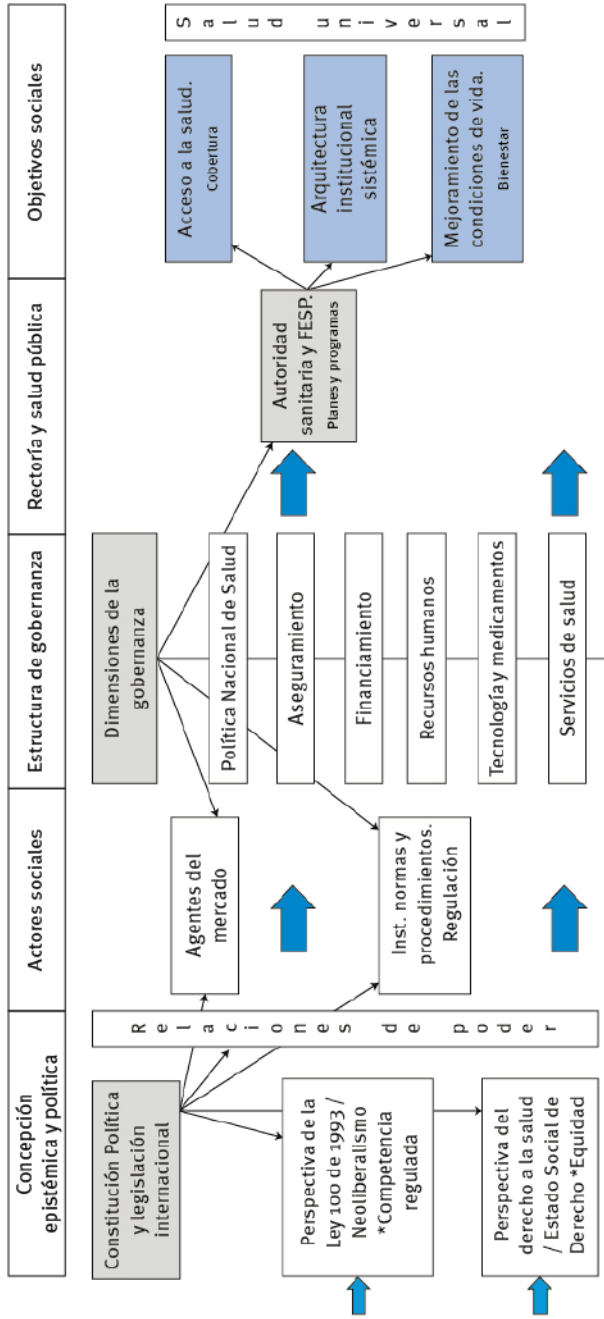 Concepción
epistémica y política
Actores sociales
Estructura de gobernanza
Rectoría y salud pública
Objetivos sociales
Constitución Política
y legislación
internacional
Perspectiva de la
Ley 100 de 1993 /
Neoliberalismo
*Competencia
regulada
Perspectiva del
derecho a la salud
/ Estado Social de
Derecho *Equidad
Relaciones de poder
Agentes del
mercado
Inst. normas y
procedimientos.
Regulación
Dimensiones de la
gobernanza
Política Nacional de Salud
Aseguramiento
Financiamiento
Recursos humanos
Tecnología y medicamentos
Servicios de salud
Autoridad
sanitaria y FESP.
Planes y programas
Acceso a la salud.
Cobertura
Arquitectura
institucional
sistémica
Mejoramiento de las
condiciones de vida.
Bienestar
Salud universal